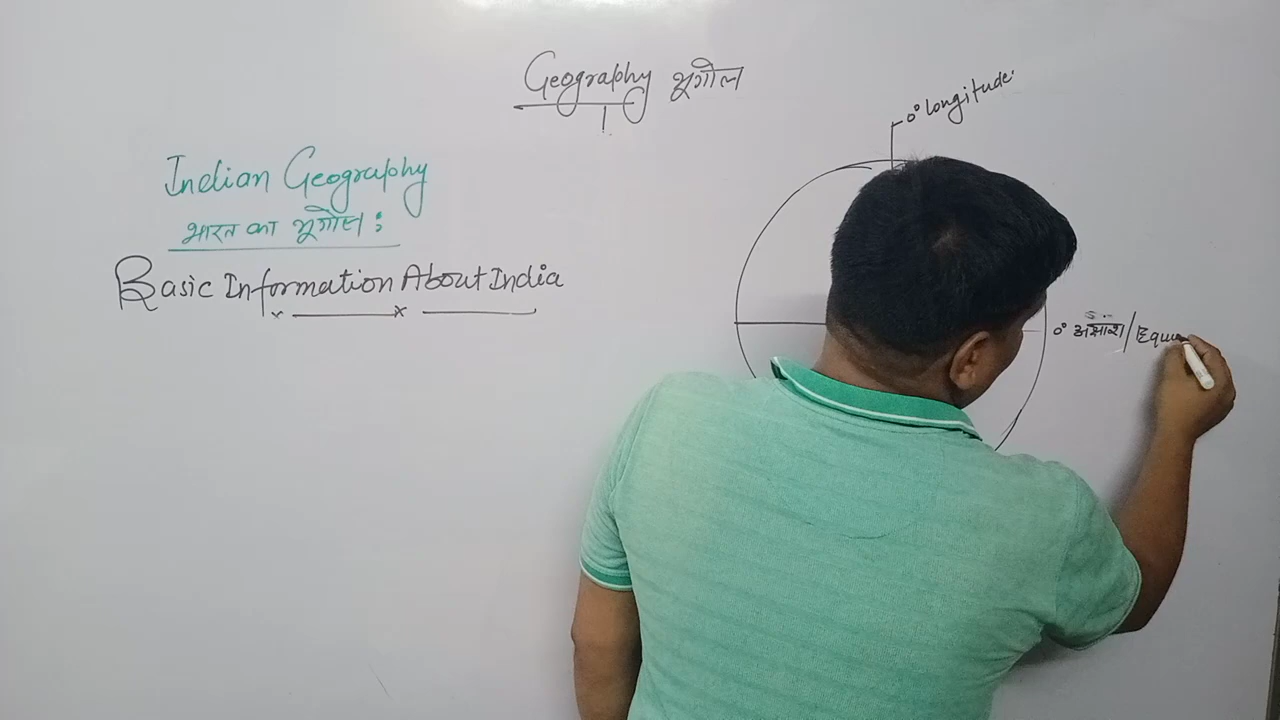 Geography भूगोल
0° longitude
Indian Geography
भारत का भूगोल :
Basic Information About India
0° अक्षांश/Equa